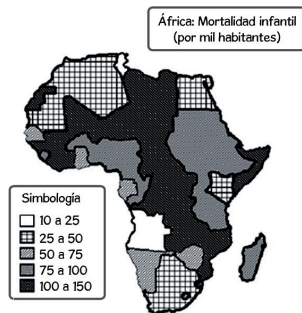 África: Mortalidad infantil
(por mil habitantes)
Simbología
10 a 25
25 a 50
50 a 75
75 a 100
100 a 150